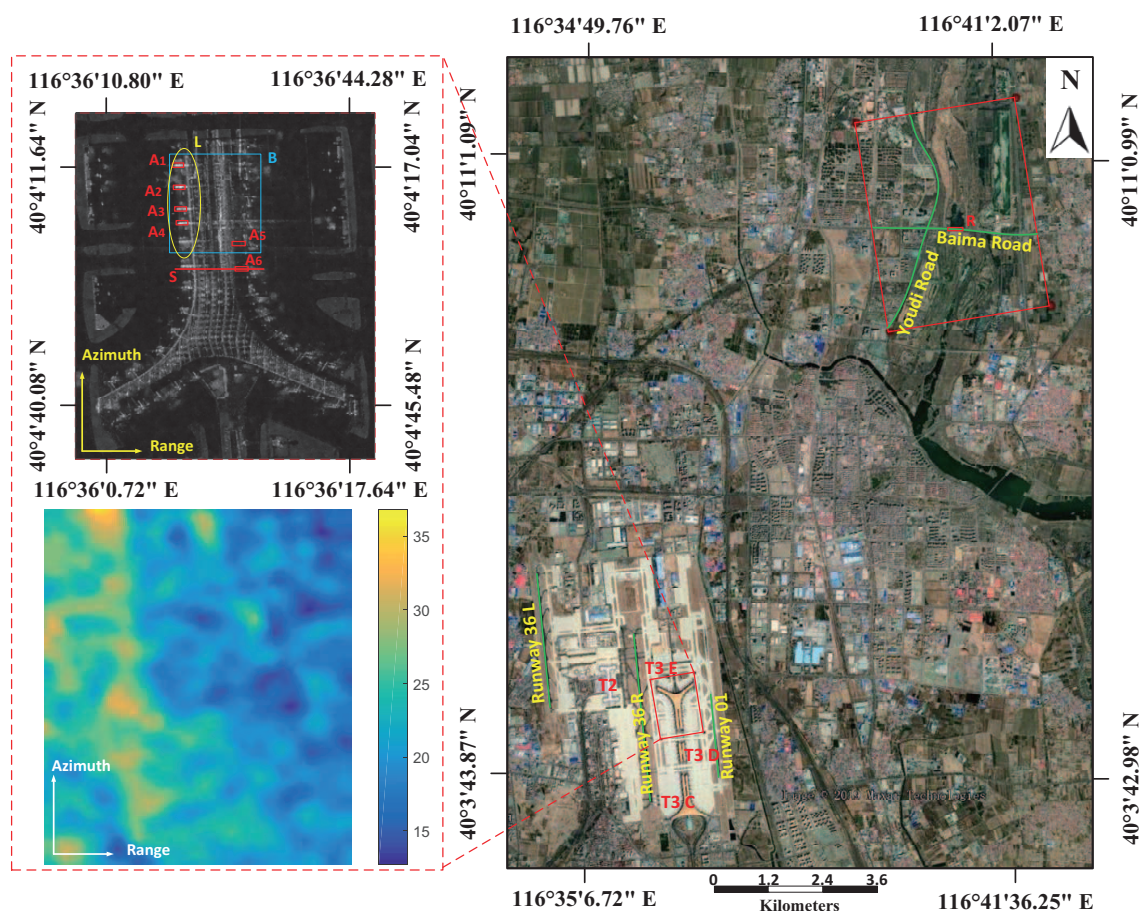 116°34'49.76" E
116°41'2.07" E
116°36'10.80" E
116°36'44.28" E
40°4'11.64" N
40°4'17.04" N
40°11'11.09" N
40°11'0.99" N
N
L
A1
B
A2
A3
A4
A5
S
A6
R
Baima Road
Youdi Road
Azimuth
Range
40°4'40.08" N
40°4'45.48" N
116°36'0.72" E
116°36'17.64" E
35
30
25
20
15
Azimuth
Range
Runway 36 L
T2
T3 E
Runway 36 R
Runway 01
T3 D
T3 C
40°3'43.87" N
40°3'42.98" N
116°35'6.72" E
116°41'36.25" E
0 1.2 2.4 3.6
Kilometers